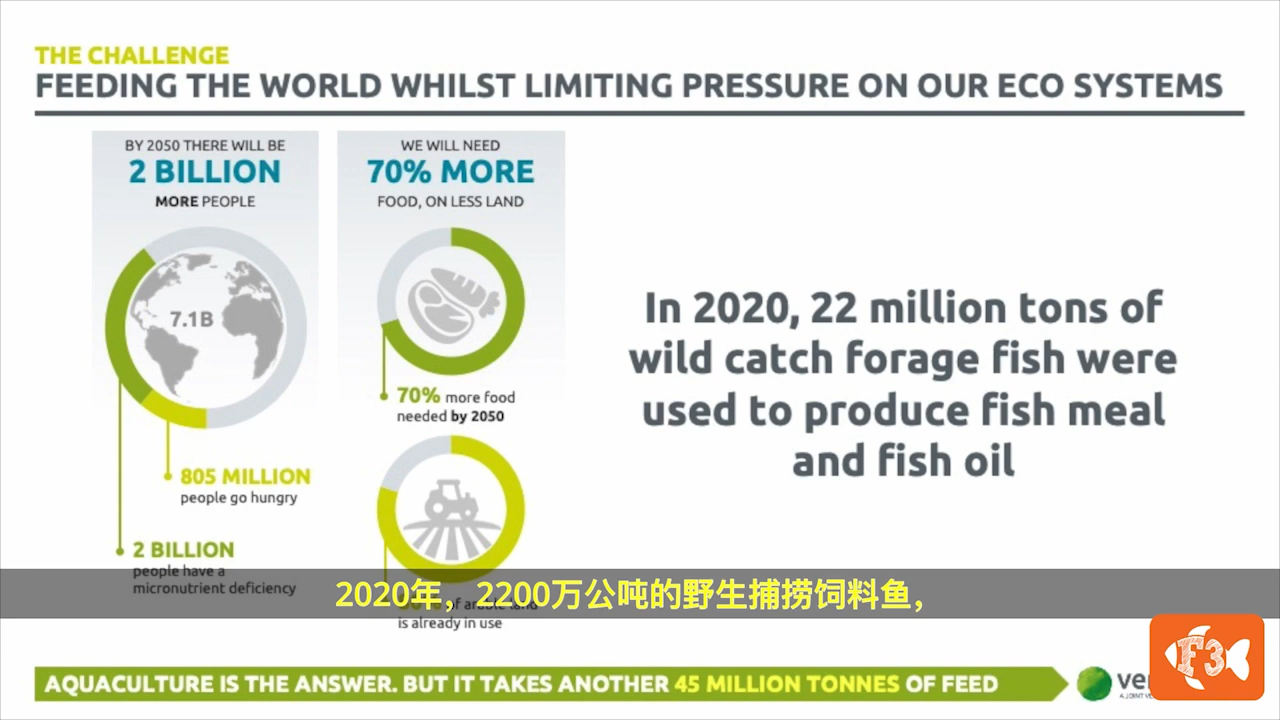 THE CHALLENGE
FEEDING THE WORLD WHILST LIMITING PRESSURE ON OUR ECO SYSTEMS
BY 2050 THERE WILL BE
2 BILLION
MORE PEOPLE
7.1B
805 MILLION
people go hungry
2 BILLION
people have a
micronutrient deficiency
WE WILL NEED
70% MORE
FOOD, ON LESS LAND
70% more food
needed by 2050
of arable land
is already in use
In 2020, 22 million tons of
wild catch forage fish were
used to produce fish meal
and fish oil
2020年，2200万公吨的野生捕捞饲料鱼，
AQUACULTURE IS THE ANSWER. BUT IT TAKES ANOTHER 45 MILLION TONNES OF FEED
F3